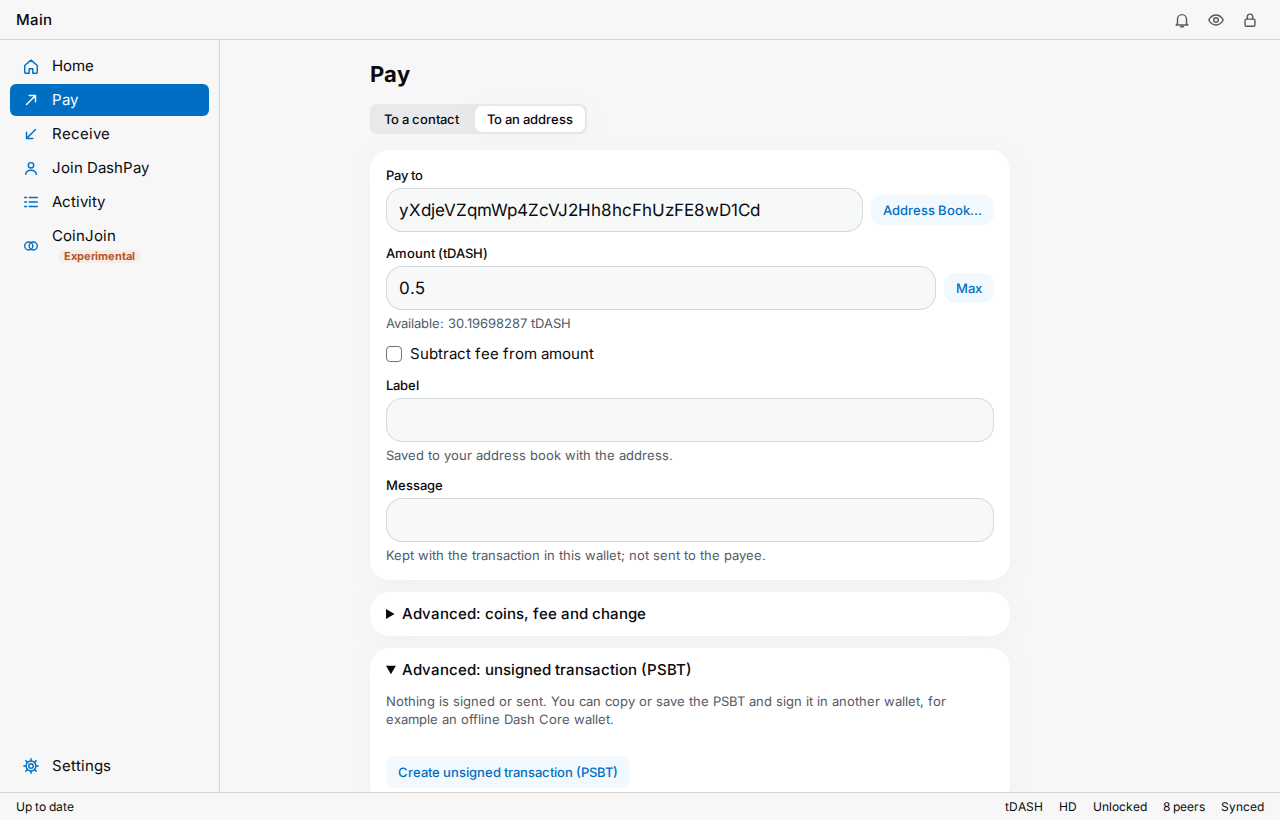 Main
Home
Pay
Receive
Join DashPay
Activity
CoinJoin
Experimental
Settings
Pay
To a contact
To an address
Pay to
yXdjeVZqmWp4ZcVJ2Hh8hcFhUzFE8wD1Cd
Address Book...
Amount (tDASH)
0.5
Max
Available: 30.19698287 tDASH
Subtract fee from amount
Label
Saved to your address book with the address.
Message
Kept with the transaction in this wallet; not sent to the payee.
Advanced: coins, fee and change
Advanced: unsigned transaction (PSBT)
Nothing is signed or sent. You can copy or save the PSBT and sign it in another wallet, for
example an offline Dash Core wallet.
Create unsigned transaction (PSBT)
Up to date
tDASH
HD
Unlocked
8 peers
Synced